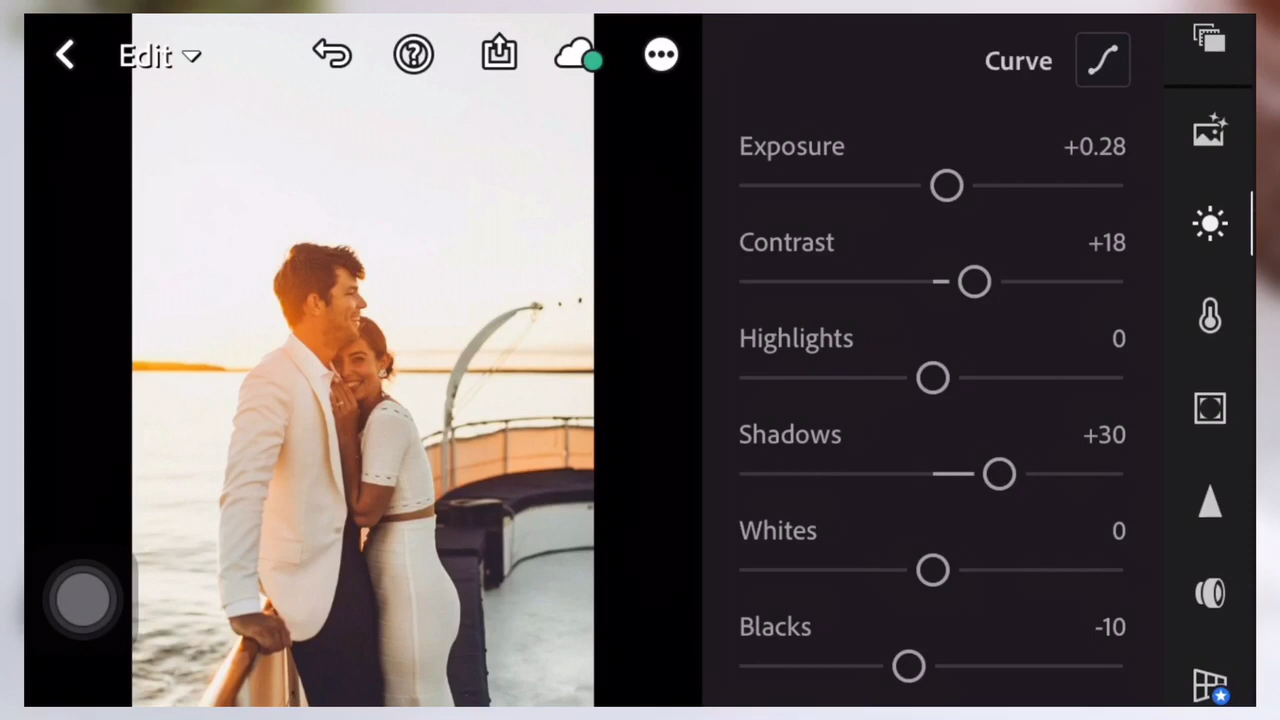 Edit
Curve
Exposure +0.28
Contrast +18
Highlights 0
Shadows +30
Whites 0
Blacks -10